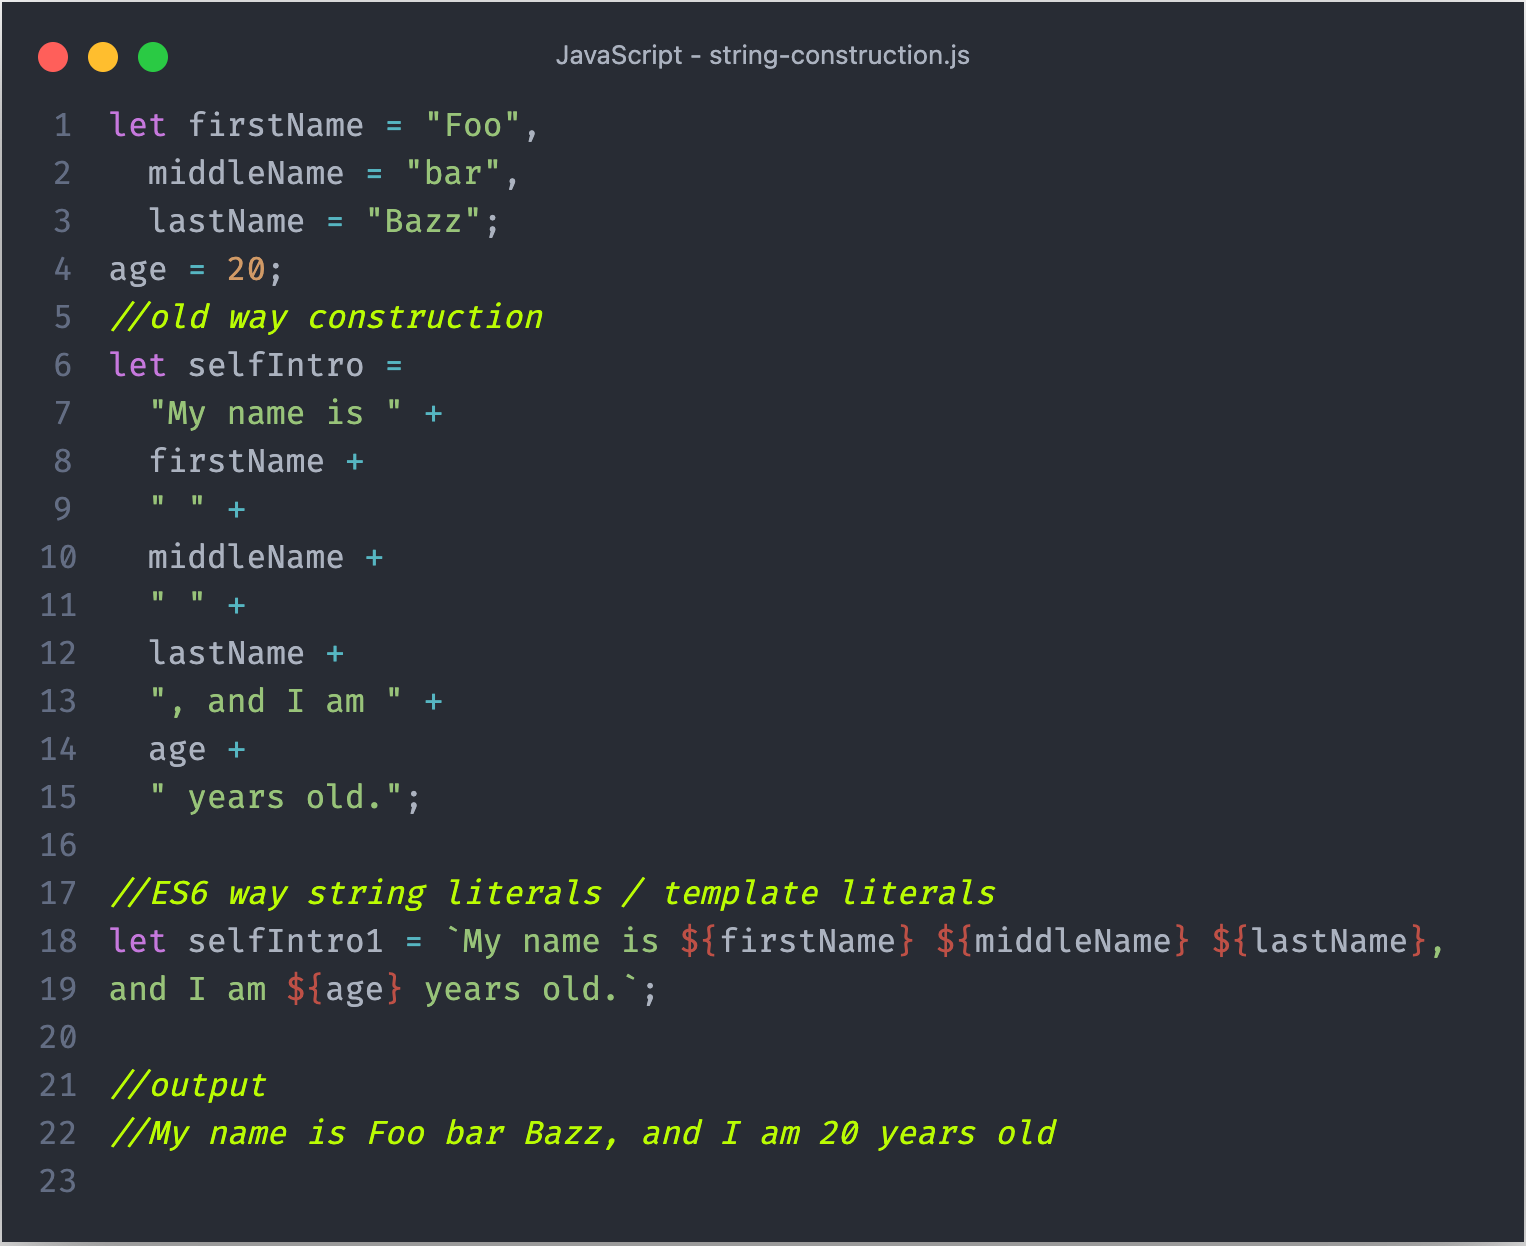 JavaScript - string-construction.js
1 let firstName = "Foo",
2   middleName = "bar",
3   lastName = "Bazz";
4 age = 20;
5 //old way construction
6 let selfIntro =
7   "My name is " +
8   firstName +
9   " " +
10   middleName +
11   " " +
12   lastName +
13   ", and I am " +
14   age +
15   " years old.";
16
17 //ES6 way string literals / template literals
18 let selfIntro1 = `My name is ${firstName} ${middleName} ${lastName},
19 and I am ${age} years old.`;
20
21 //output
22 //My name is Foo bar Bazz, and I am 20 years old
23